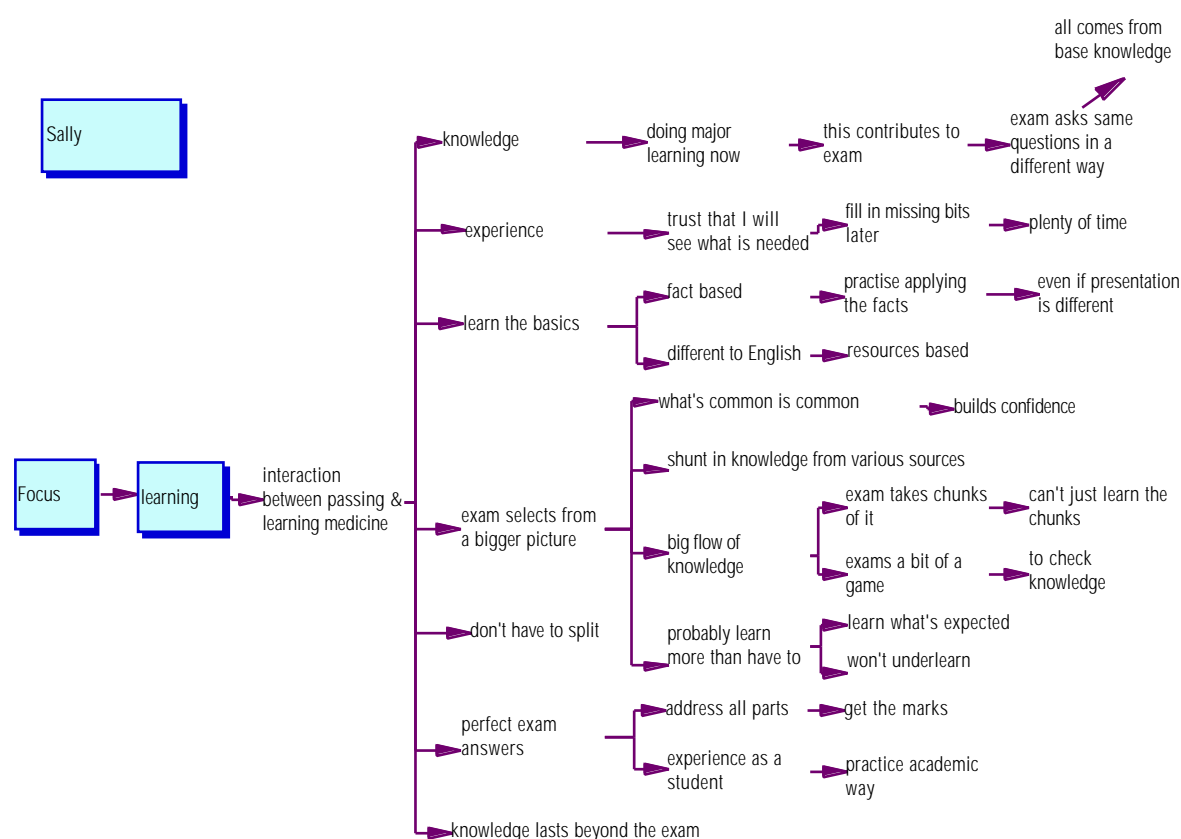 all comes from
base knowledge
Sally
knowledge
doing major
learning now
this contributes to
exam
exam asks same
questions in a
different way
experience
trust that I will
see what is needed
fill in missing bits
later
plenty of time
learn the basics
fact based
practise applying
the facts
even if presentation
is different
different to English
resources based
Focus
learning
interaction
between passing &
learning medicine
exam selects from
a bigger picture
what's common is common
builds confidence
shunt in knowledge from various sources
big flow of
knowledge
exam takes chunks
of it
can't just learn the
chunks
exams a bit of a
game
to check
knowledge
probably learn
more than have to
learn what's expected
won't underlearn
don't have to split
perfect exam
answers
address all parts
get the marks
experience as a
student
practice academic
way
knowledge lasts beyond the exam